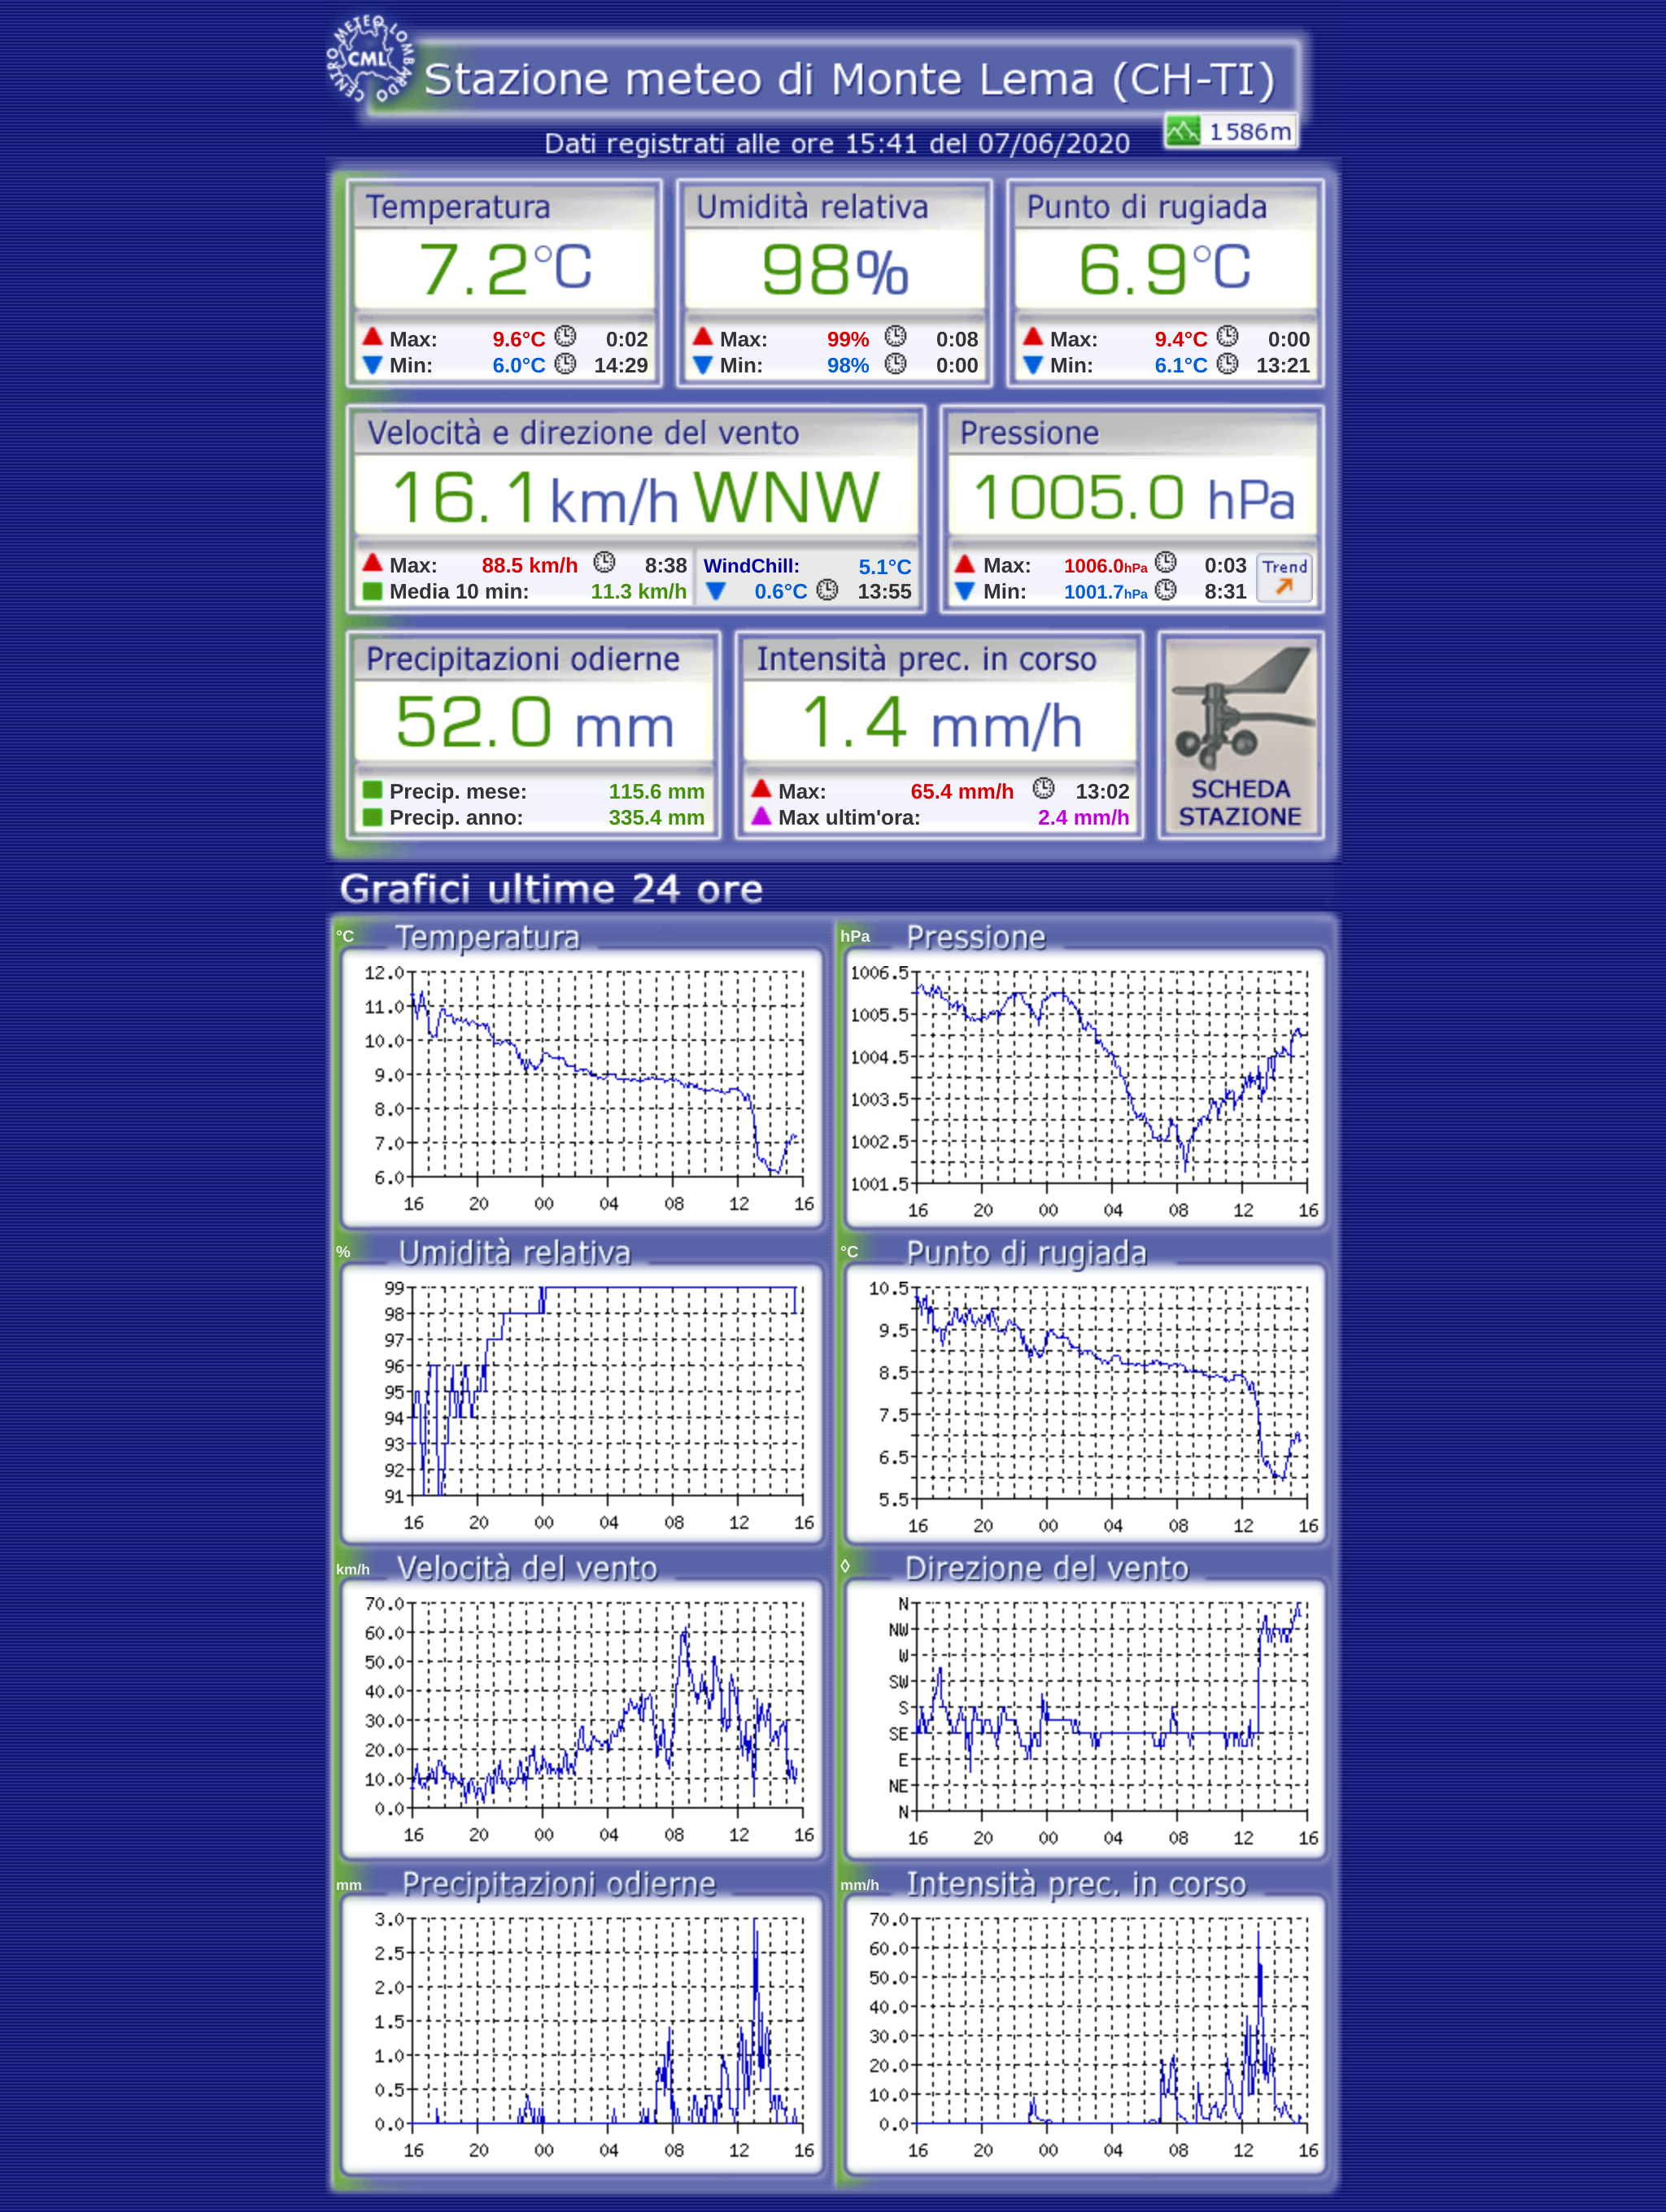 CENTRO METEO LOMBARDO
CML
Stazione meteo di Monte Lema (CH-TI)
Dati registrati alle ore 15:41 del 07/06/2020
1586m
Temperatura Umidità relativa Punto di rugiada
7.2°C 98% 6.9°C
Max: 9.6°C 0:02 Max: 99% 0:08 Max: 9.4°C 0:00
Min: 6.0°C 14:29 Min: 98% 0:00 Min: 6.1°C 13:21
Velocità e direzione del vento Pressione
16.1km/h WNW 1005.0 hPa
Max: 88.5 km/h 8:38 WindChill: 5.1°C Max: 1006.0hPa 0:03 Trend
Media 10 min: 11.3 km/h 0.6°C 13:55 Min: 1001.7hPa 8:31
Precipitazioni odierne Intensità prec. in corso
52.0 mm 1.4 mm/h
Precip. mese: 115.6 mm Max: 65.4 mm/h 13:02 SCHEDA
Precip. anno: 335.4 mm Max ultim'ora: 2.4 mm/h STAZIONE
Grafici ultime 24 ore
°C Temperatura
12.0
11.0
10.0
9.0
8.0
7.0
6.0
16 20 00 04 08 12 16
hPa Pressione
1006.5
1005.5
1004.5
1003.5
1002.5
1001.5
16 20 00 04 08 12 16
% Umidità relativa
99
98
97
96
95
94
93
92
91
16 20 00 04 08 12 16
°C Punto di rugiada
10.5
9.5
8.5
7.5
6.5
5.5
16 20 00 04 08 12 16
km/h Velocità del vento
70.0
60.0
50.0
40.0
30.0
20.0
10.0
0.0
16 20 00 04 08 12 16
◊ Direzione del vento
N
NW
W
SW
S
SE
E
NE
N
16 20 00 04 08 12 16
mm Precipitazioni odierne
3.0
2.5
2.0
1.5
1.0
0.5
0.0
16 20 00 04 08 12 16
mm/h Intensità prec. in corso
70.0
60.0
50.0
40.0
30.0
20.0
10.0
0.0
16 20 00 04 08 12 16